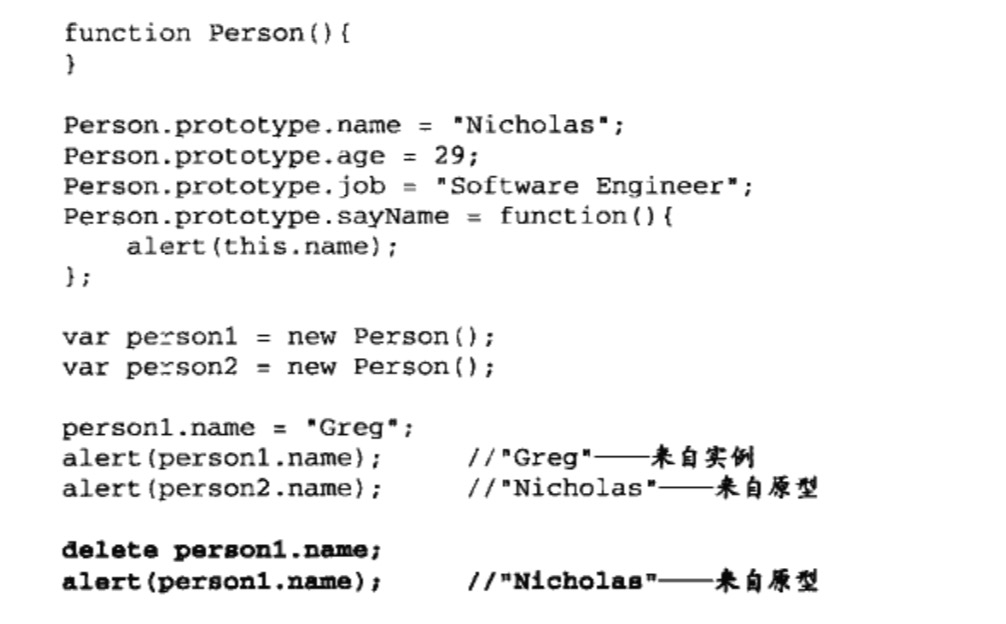 function Person(){
}
Person.prototype.name = "Nicholas";
Person.prototype.age = 29;
Person.prototype.job = "Software Engineer";
Person.prototype.sayName = function(){
    alert(this.name);
};
var person1 = new Person();
var person2 = new Person();
person1.name = "Greg";
alert(person1.name);     //"Greg"——来自实例
alert(person2.name);     //"Nicholas"——来自原型
delete person1.name;
alert(person1.name);     //"Nicholas"——来自原型